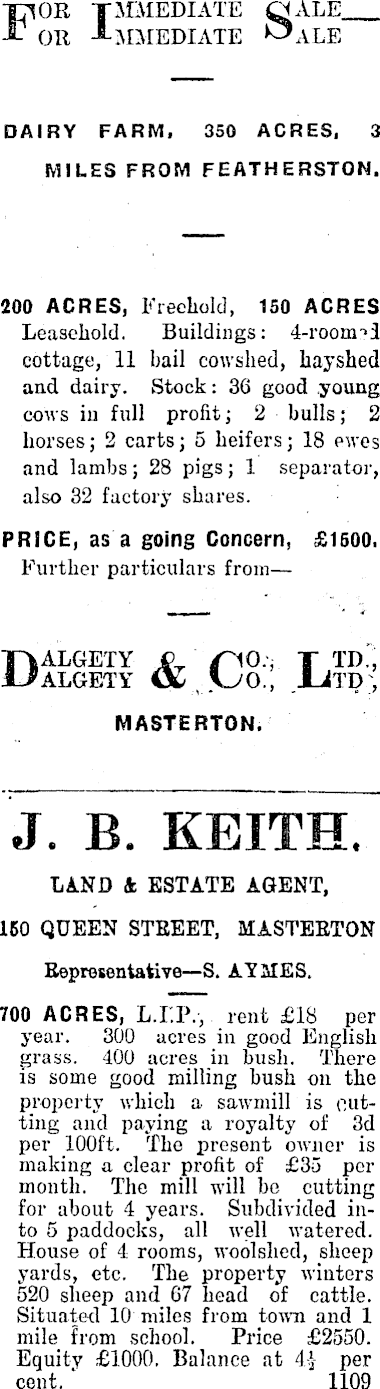 FOR IMMEDIATE SALE
OR IMMEDIATE SALE
DAIRY FARM, 350 ACRES, 3
MILES FROM FEATHERSTON.
200 ACRES, Freehold, 150 ACRES
Leasehold. Buildings: 4-roomed
cottage, 11 bail cowshed, hayshed
and dairy. Stock: 36 good young
cows in full profit; 2 bulls; 2
horses; 2 carts; 5 heifers; 18 ewes
and lambs; 28 pigs; 1 separator,
also 32 factory shares.
PRICE, as a going Concern, £1500.
Further particulars from—
DALGETY & CO., LTD.,
DALGETY & CO., LTD,
MASTERTON.
J. B. KEITH.
LAND & ESTATE AGENT,
150 QUEEN STREET, MASTERTON
Representative—S. AYMES.
700 ACRES, L.I.P., rent £18 per
year. 300 acres in good English
grass. 400 acres in bush. There
is some good milling bush on the
property which a sawmill is cut-
ting and paying a royalty of 3d
per 100ft. The present owner is
making a clear profit of £35 per
month. The mill will be cutting
for about 4 years. Subdivided in-
to 5 paddocks, all well watered.
House of 4 rooms, woolshed, sheep
yards, etc. The property winters
520 sheep and 67 head of cattle.
Situated 10 miles from town and 1
mile from school. Price £2550.
Equity £1000. Balance at 4½ per
cent. 1109